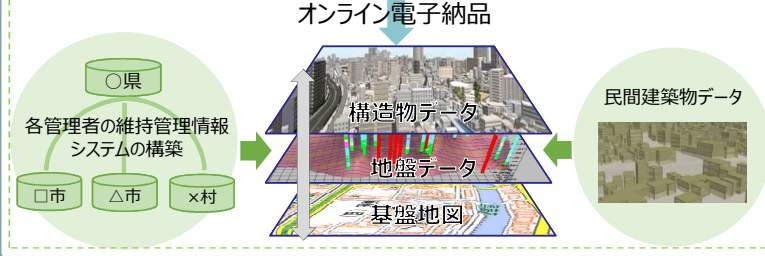 オンライン電子納品
○県
各管理者の維持管理情報
システムの構築
□市
△市
×村
構造物データ
地盤データ
基盤地図
民間建築物データ